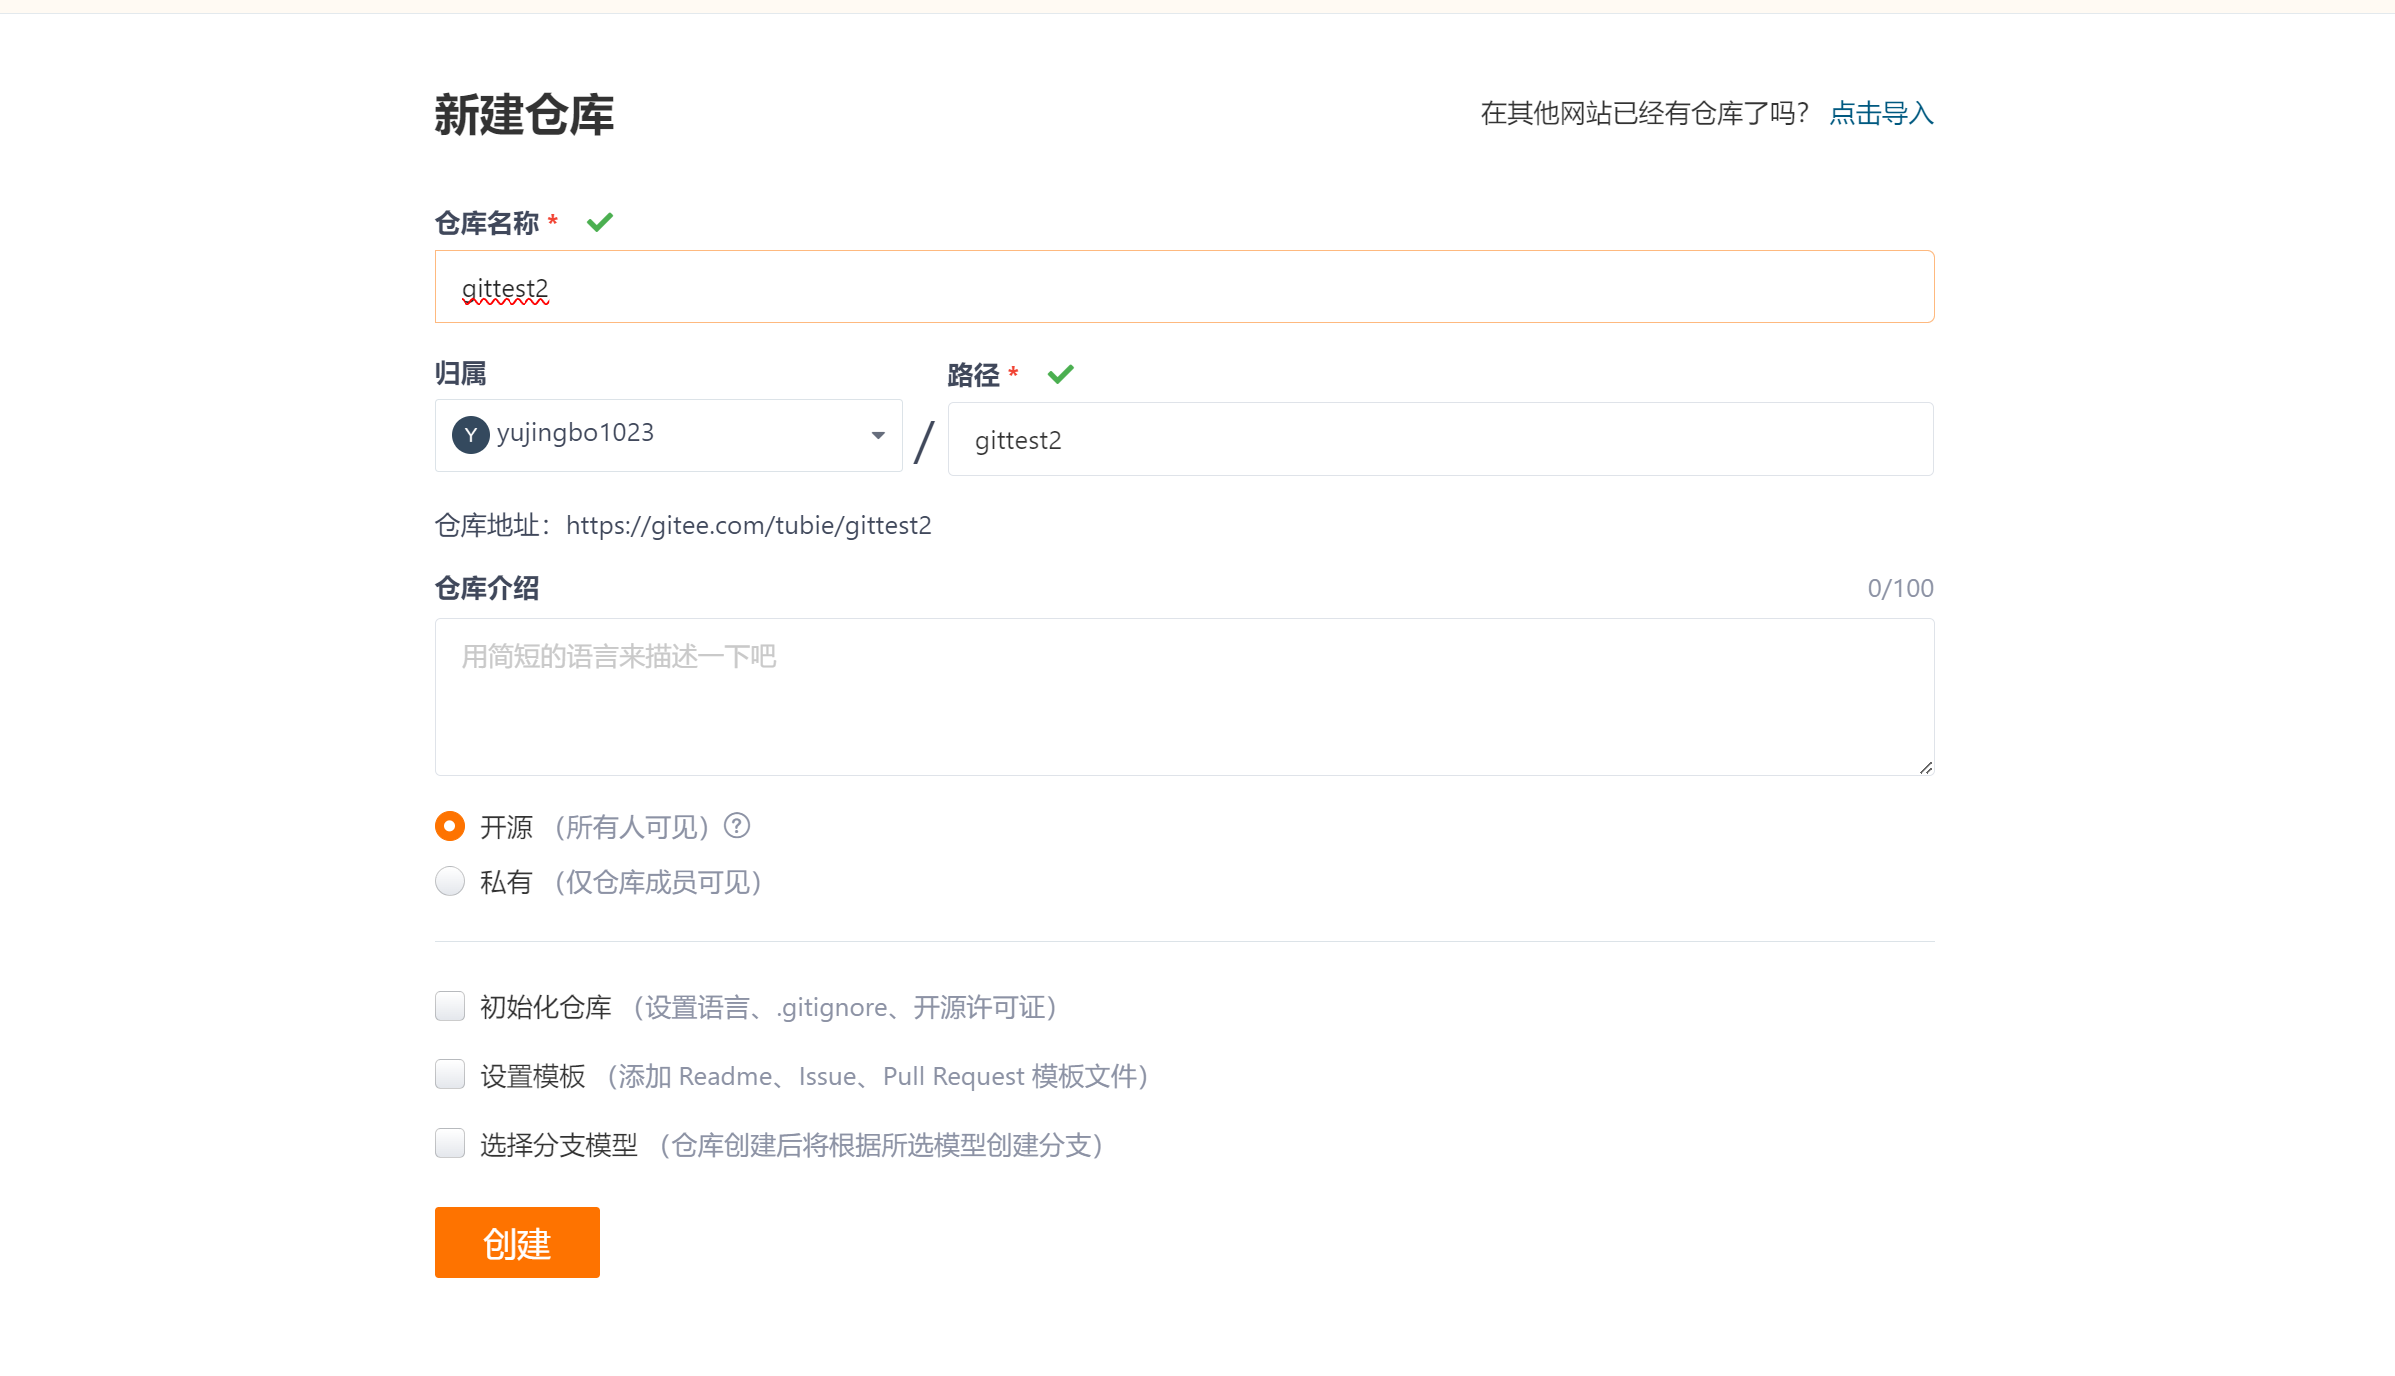 新建仓库
在其他网站已经有仓库了吗？ 点击导入
仓库名称 *
gittest2
归属
路径 *
Y yujingbo1023
/
gittest2
仓库地址：https://gitee.com/tubie/gittest2
仓库介绍
0/100
用简短的语言来描述一下吧
开源 （所有人可见） ?
私有 （仅仓库成员可见）
初始化仓库 （设置语言、.gitignore、开源许可证）
设置模板 （添加 Readme、Issue、Pull Request 模板文件）
选择分支模型 （仓库创建后将根据所选模型创建分支）
创建